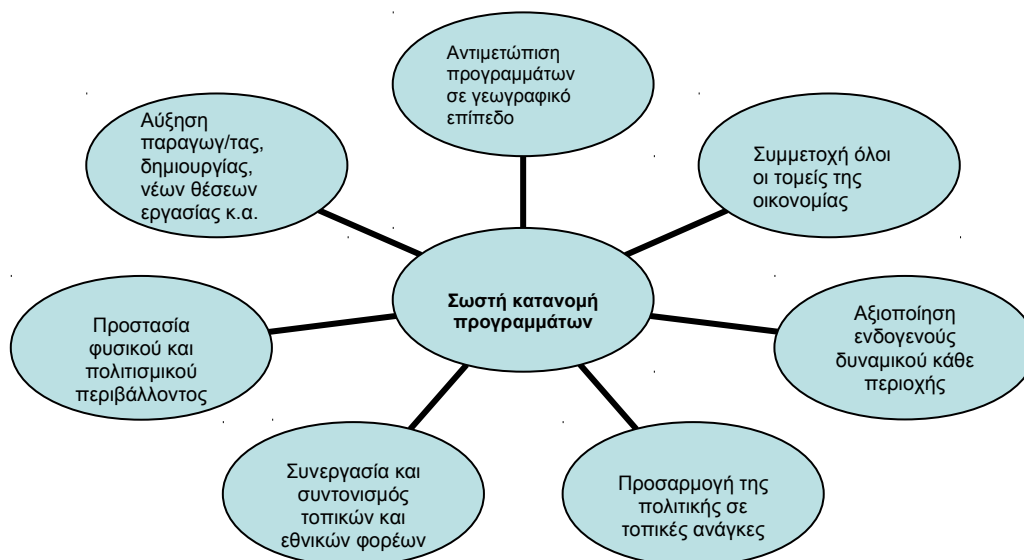 Αντιμετώπιση
προγραμμάτων
σε γεωγραφικό
επίπεδο
Αύξηση
παραγωγ/τας,
δημιουργίας,
νέων θέσεων
εργασίας κ.α.
Συμμετοχή όλοι
οι τομείς της
οικονομίας
Σωστή κατανομή
προγραμμάτων
Προστασία
φυσικού και
πολιτισμικού
περιβάλλοντος
Αξιοποίηση
ενδογενούς
δυναμικού κάθε
περιοχής
Συνεργασία και
συντονισμός
τοπικών και
εθνικών φορέων
Προσαρμογή της
πολιτικής σε
τοπικές ανάγκες